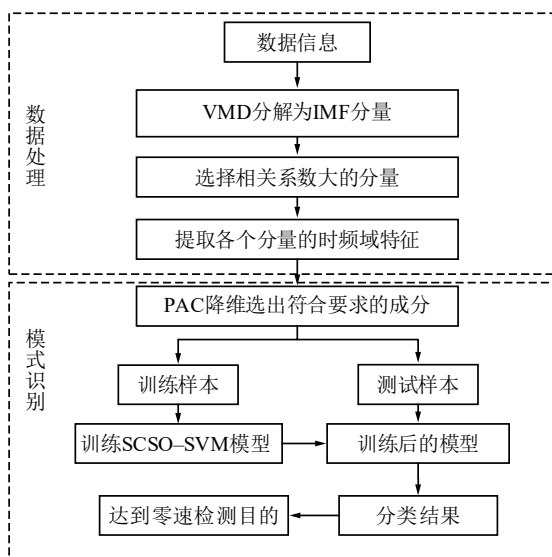 数据处理
数据信息
VMD分解为IMF分量
选择相关系数大的分量
提取各个分量的时频域特征
模式识别
PAC降维选出符合要求的成分
训练样本
测试样本
训练SCSO–SVM模型
训练后的模型
达到零速检测目的
分类结果